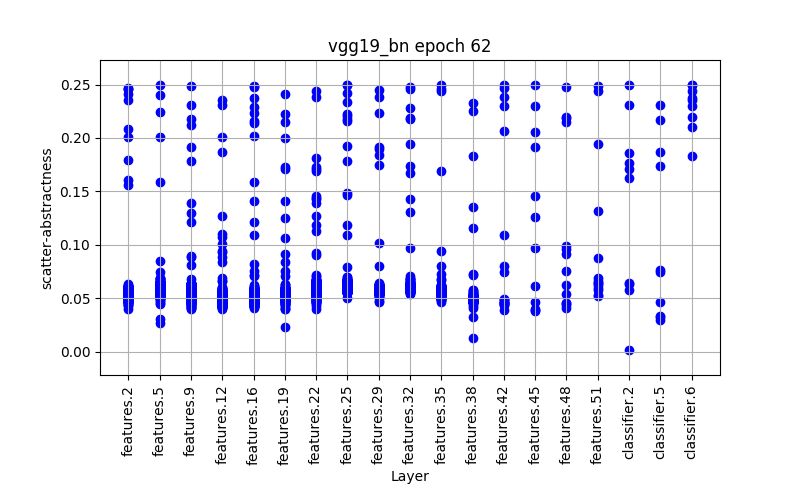 vgg19_bn epoch 62
scatter-abstractness
0.25
0.20
0.15
0.10
0.05
0.00
features.2
features.5
features.9
features.12
features.16
features.19
features.22
features.25
features.29
features.32
features.35
features.38
features.42
features.45
features.48
features.51
classifier.2
classifier.5
classifier.6
Layer